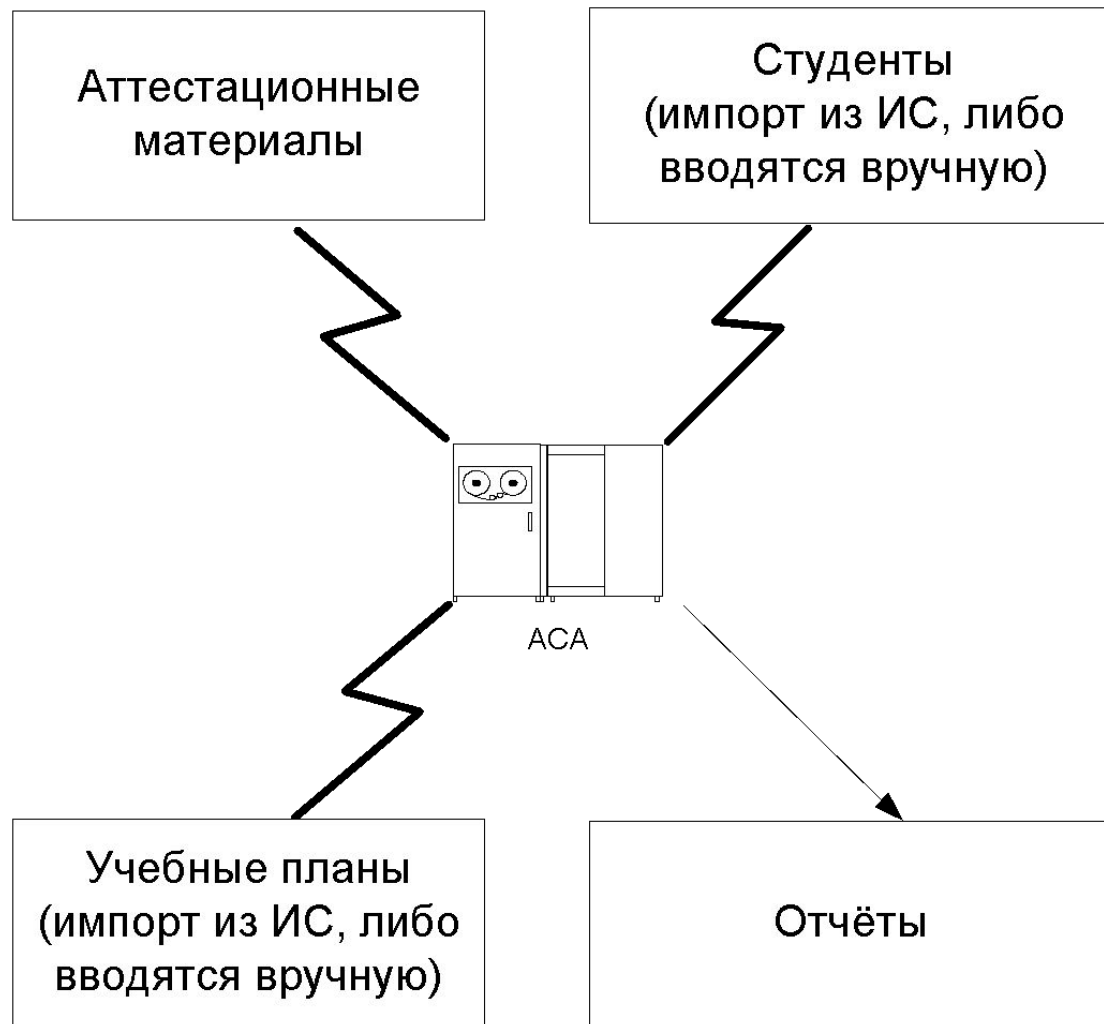 Аттестационные
материалы
Студенты
(импорт из ИС, либо
вводятся вручную)
АСА
Учебные планы
(импорт из ИС, либо
вводятся вручную)
Отчёты